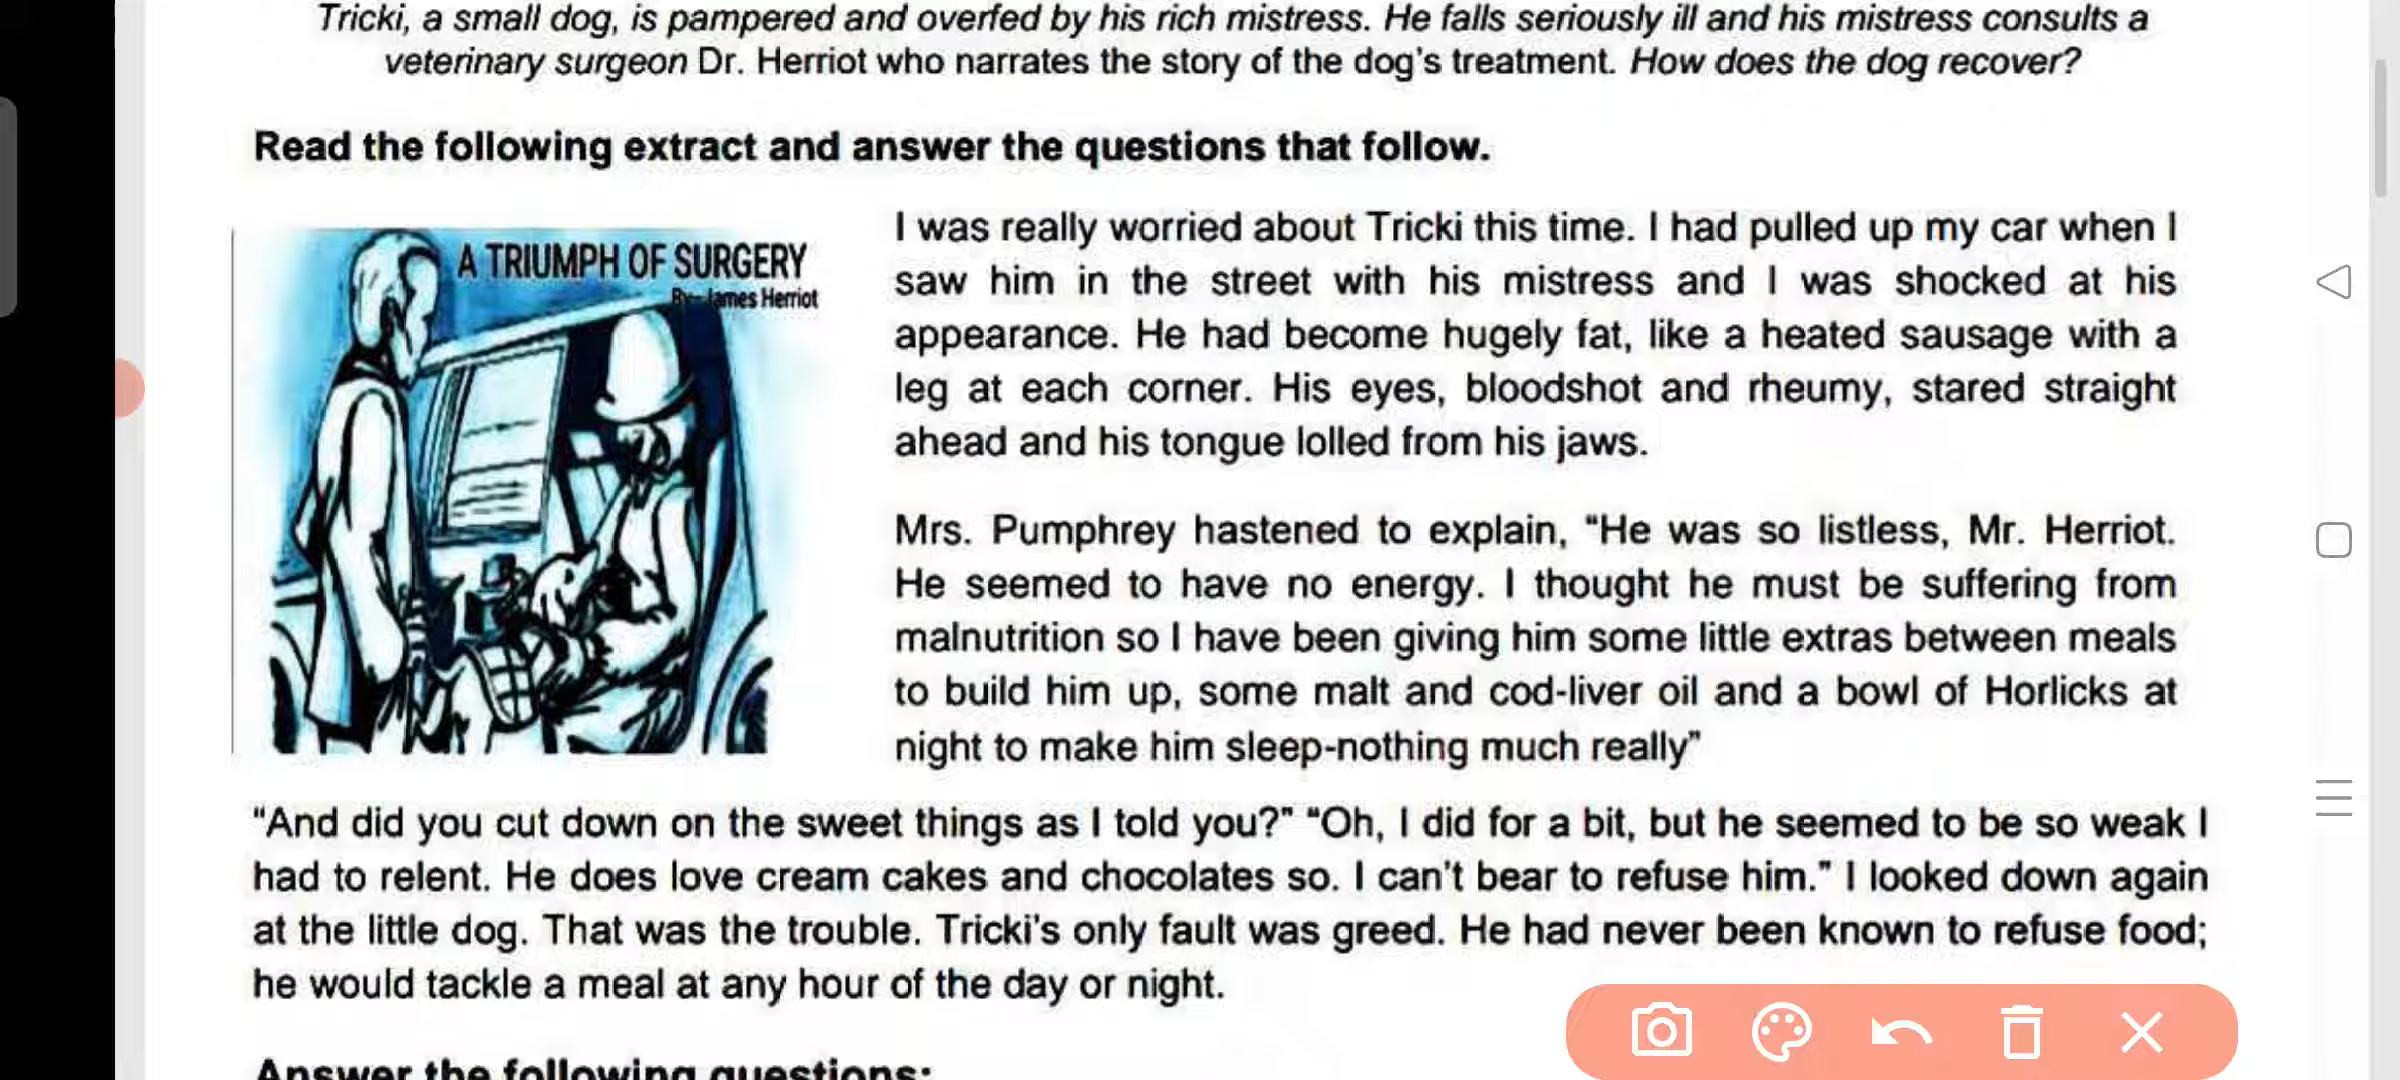 Tricki, a small dog, is pampered and overfed by his rich mistress. He falls seriously ill and his mistress consults a
veterinary surgeon Dr. Herriot who narrates the story of the dog's treatment. How does the dog recover?
Read the following extract and answer the questions that follow.
A TRIUMPH OF SURGERY
By- James Herriot
I was really worried about Tricki this time. I had pulled up my car when I
saw him in the street with his mistress and I was shocked at his
appearance. He had become hugely fat, like a heated sausage with a
leg at each corner. His eyes, bloodshot and rheumy, stared straight
ahead and his tongue lolled from his jaws.
Mrs. Pumphrey hastened to explain, “He was so listless, Mr. Herriot.
He seemed to have no energy. I thought he must be suffering from
malnutrition so I have been giving him some little extras between meals
to build him up, some malt and cod-liver oil and a bowl of Horlicks at
night to make him sleep-nothing much really”
“And did you cut down on the sweet things as I told you?” “Oh, I did for a bit, but he seemed to be so weak I
had to relent. He does love cream cakes and chocolates so. I can't bear to refuse him.” I looked down again
at the little dog. That was the trouble. Tricki's only fault was greed. He had never been known to refuse food;
he would tackle a meal at any hour of the day or night.
Answer the following questions: